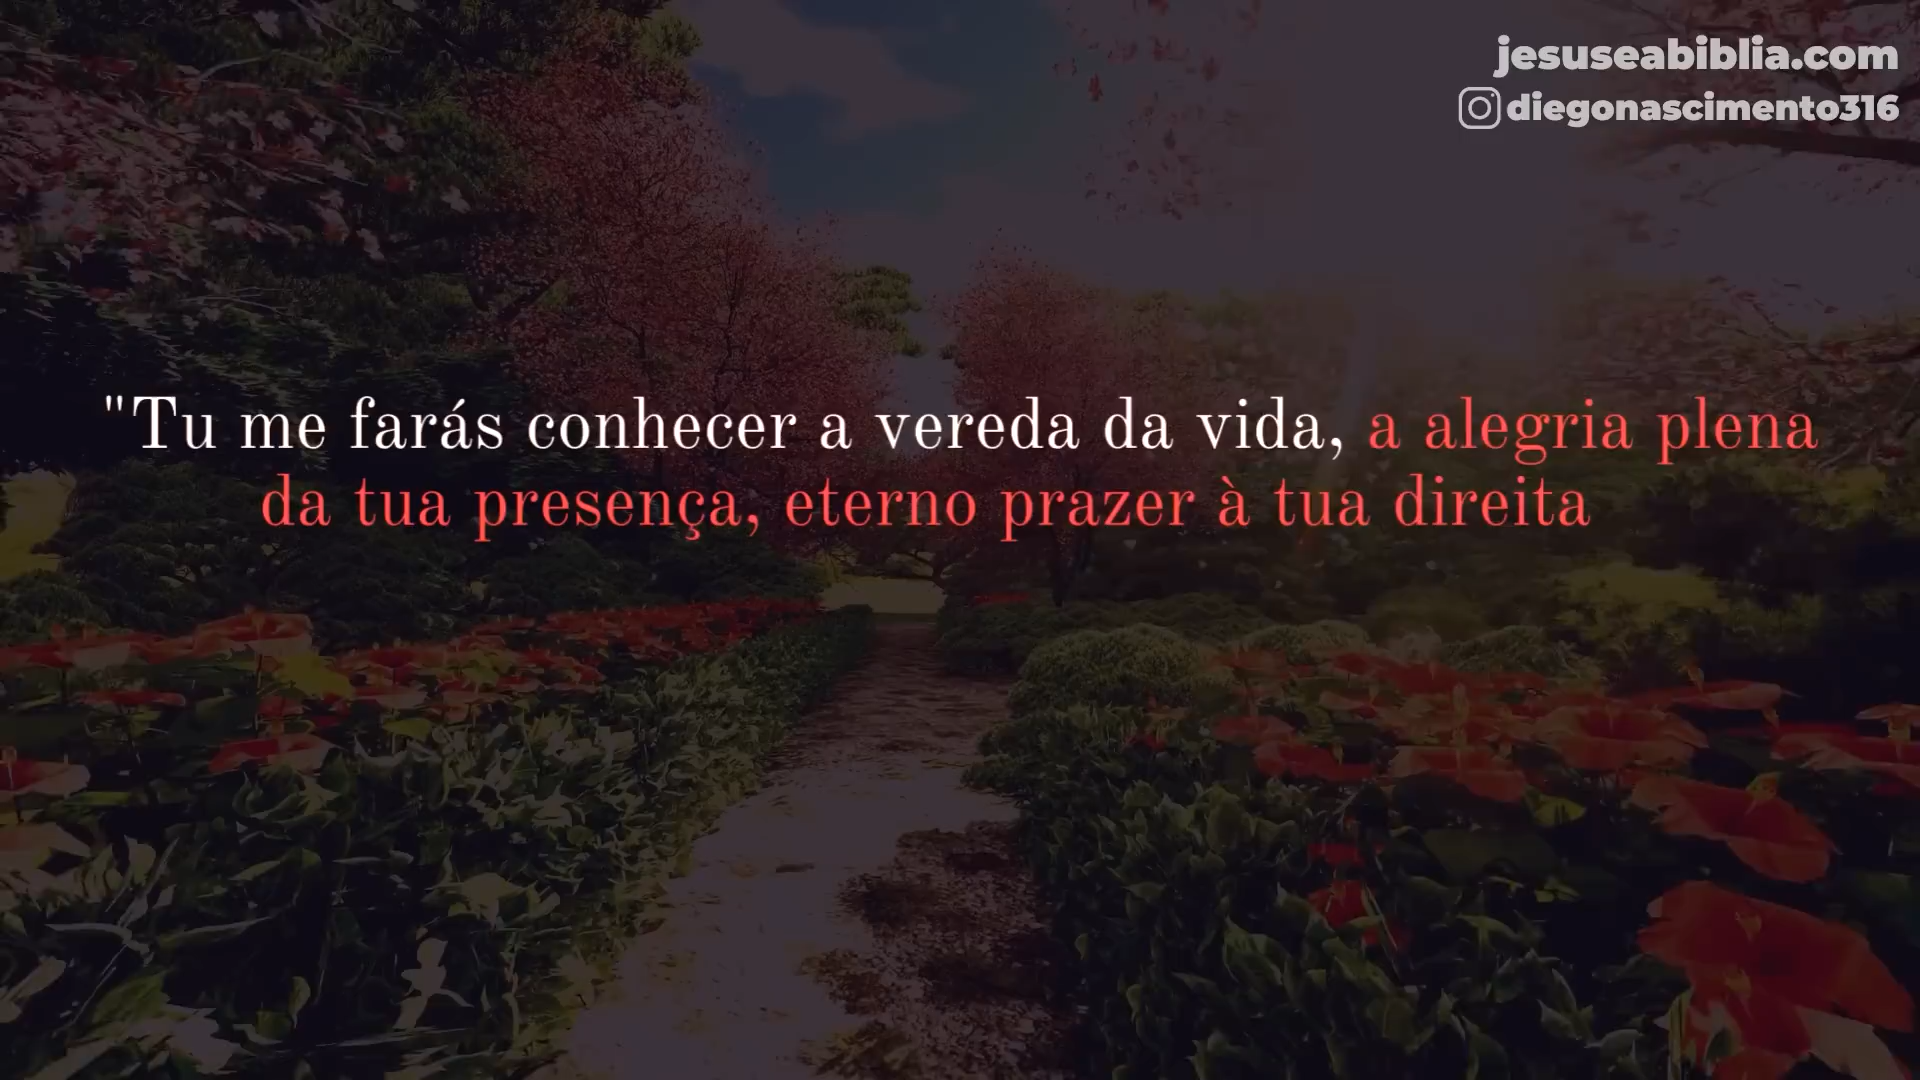 jesuseabiblia.com
diegonascimento316
"Tu me farás conhecer a vereda da vida, a alegria plena
da tua presença, eterno prazer à tua direita